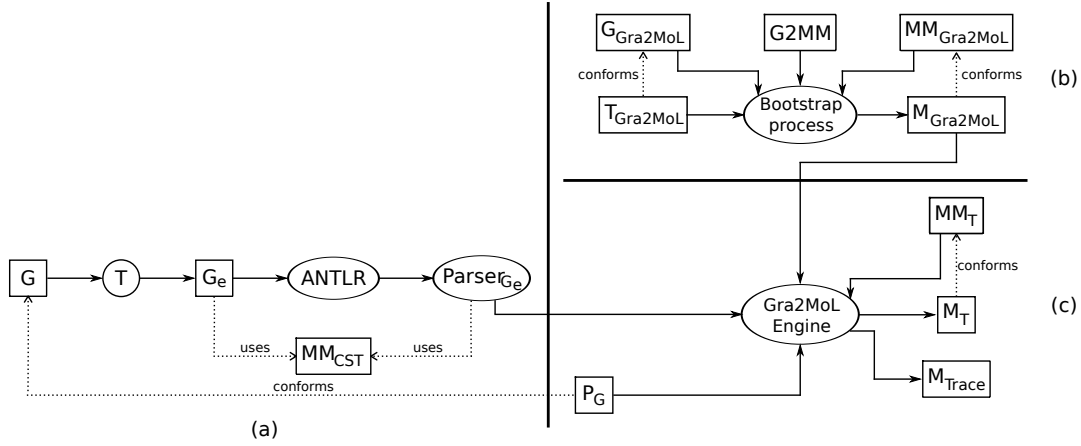 G_Gra2MoL
G2MM
MM_Gra2MoL
conforms
conforms
(b)
T_Gra2MoL
Bootstrap
process
M_Gra2MoL
MM_T
conforms
G
T
G_e
ANTLR
Parser_G_e
Gra2MoL
Engine
M_T
(c)
uses
MM_CST
uses
conforms
P_G
M_Trace
(a)